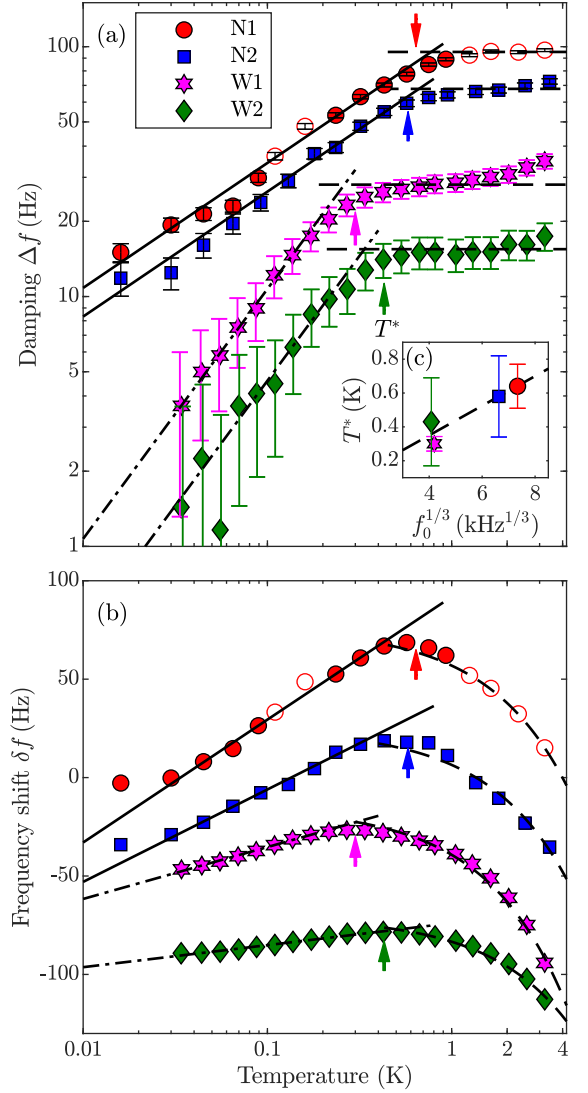 (a)
N1
N2
W1
W2
100
50
20
10
5
2
1
Damping Δf (Hz)
T*
(c)
0.8
0.6
0.4
0.2
T* (K)
4
6
8
f₀^1/3 (kHz^1/3)
(b)
100
50
0
-50
-100
Frequency shift δf (Hz)
0.01
0.1
1
2
4
Temperature (K)